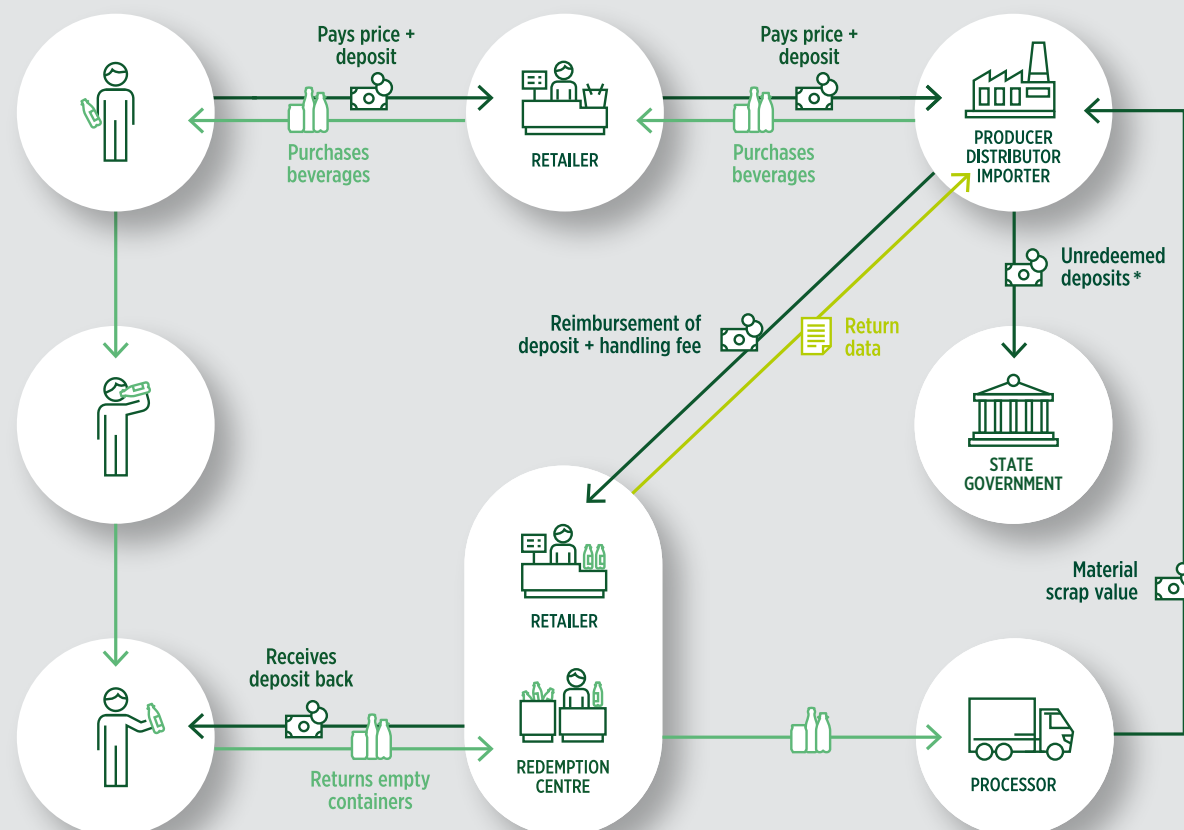 Pays price +
deposit
Pays price +
deposit
Purchases
beverages
RETAILER
Purchases
beverages
PRODUCER
DISTRIBUTOR
IMPORTER
Unredeemed
deposits *
Reimbursement of
deposit + handling fee
Return
data
STATE
GOVERNMENT
Material
scrap value
RETAILER
Receives
deposit back
REDEMPTION
CENTRE
Returns empty
containers
PROCESSOR